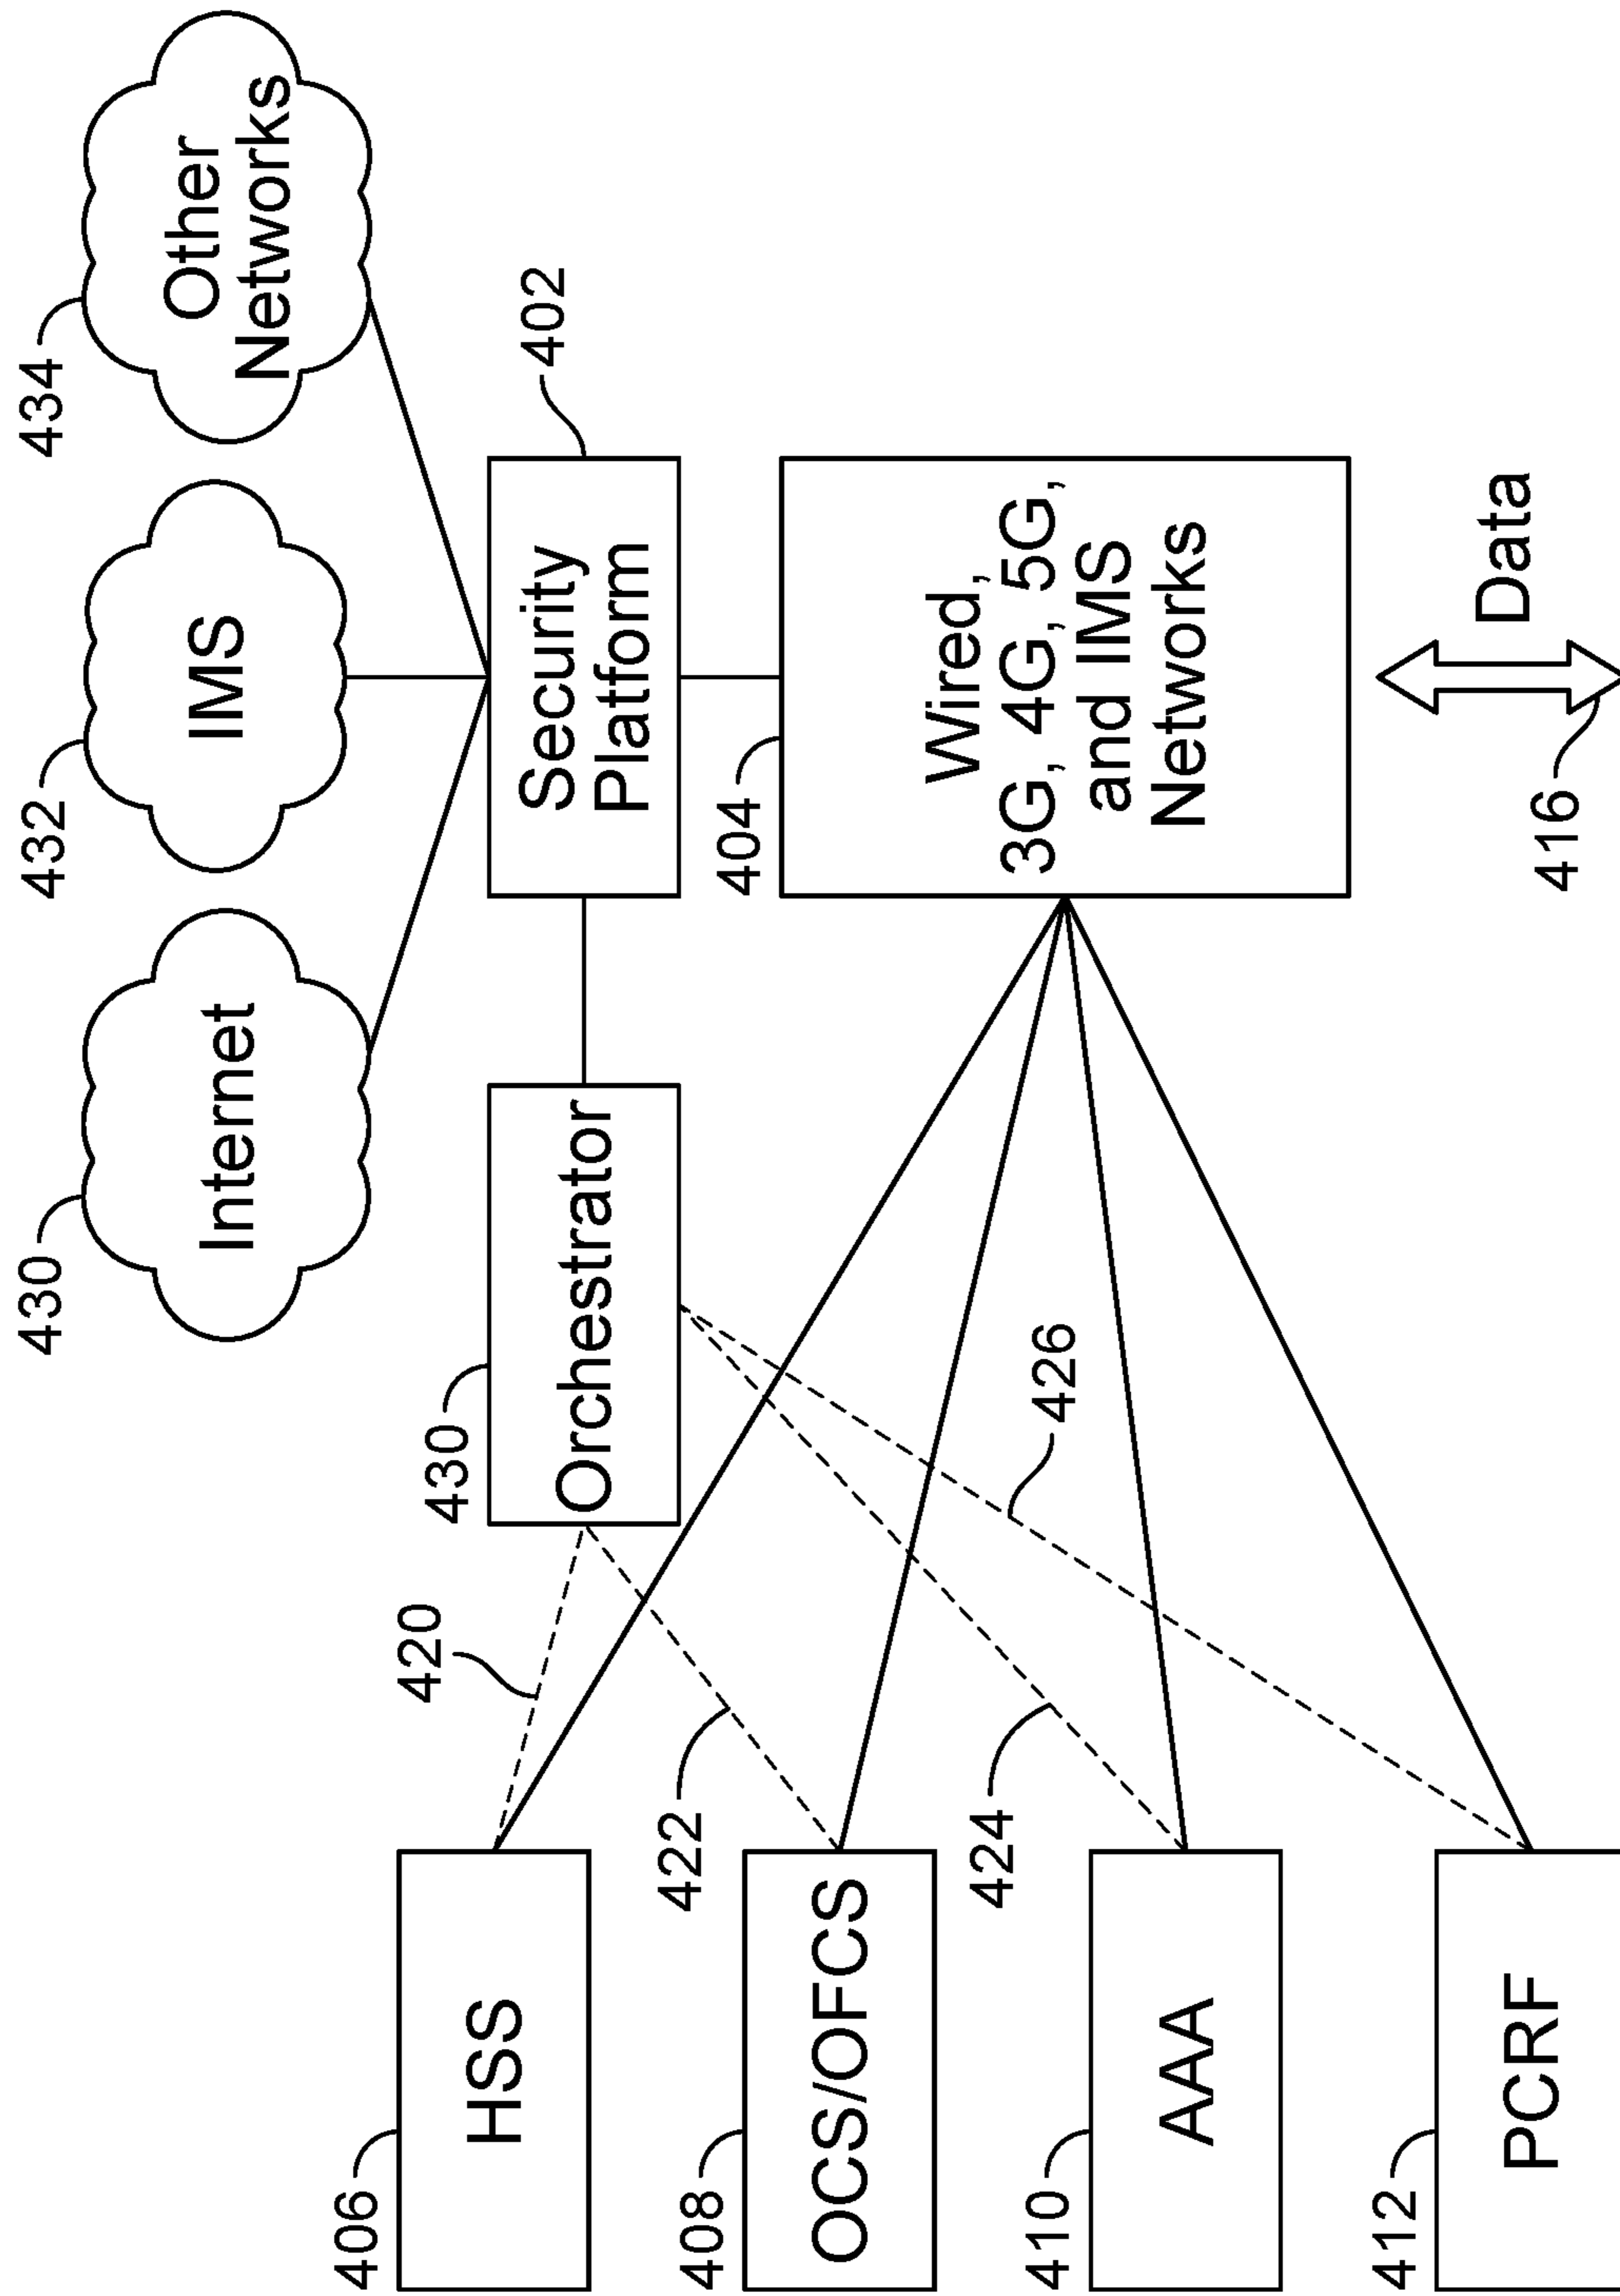 430
Internet
432
IMS
434
Other
Networks
430
Orchestrator
402
Security
Platform
420
422
424
426
404
Wired,
3G, 4G, 5G,
and IMS
Networks
406
HSS
408
OCS/OFCS
410
AAA
412
PCRF
416
Data